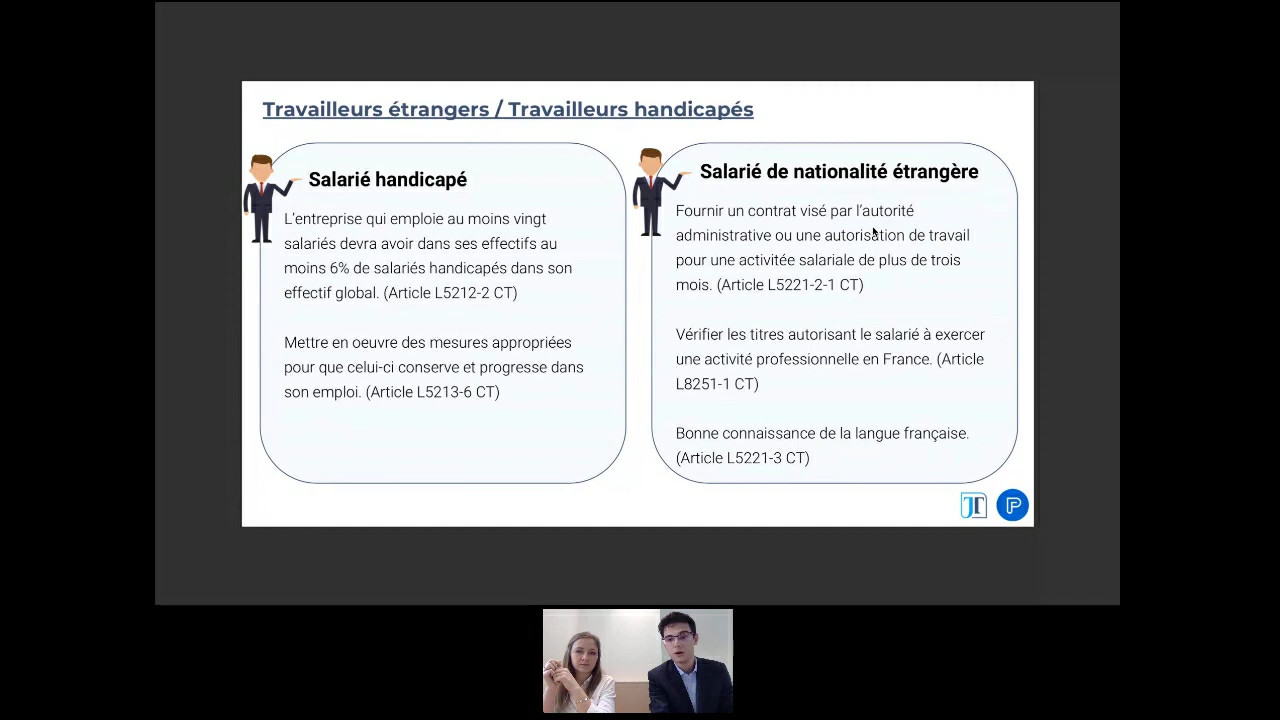 Travailleurs étrangers / Travailleurs handicapés
Salarié handicapé
L'entreprise qui emploie au moins vingt
salariés devra avoir dans ses effectifs au
moins 6% de salariés handicapés dans son
effectif global. (Article L5212-2 CT)
Mettre en oeuvre des mesures appropriées
pour que celui-ci conserve et progresse dans
son emploi. (Article L5213-6 CT)
Salarié de nationalité étrangère
Fournir un contrat visé par l'autorité
administrative ou une autorisation de travail
pour une activitée salariale de plus de trois
mois. (Article L5221-2-1 CT)
Vérifier les titres autorisant le salarié à exercer
une activité professionnelle en France. (Article
L8251-1 CT)
Bonne connaissance de la langue française.
(Article L5221-3 CT)